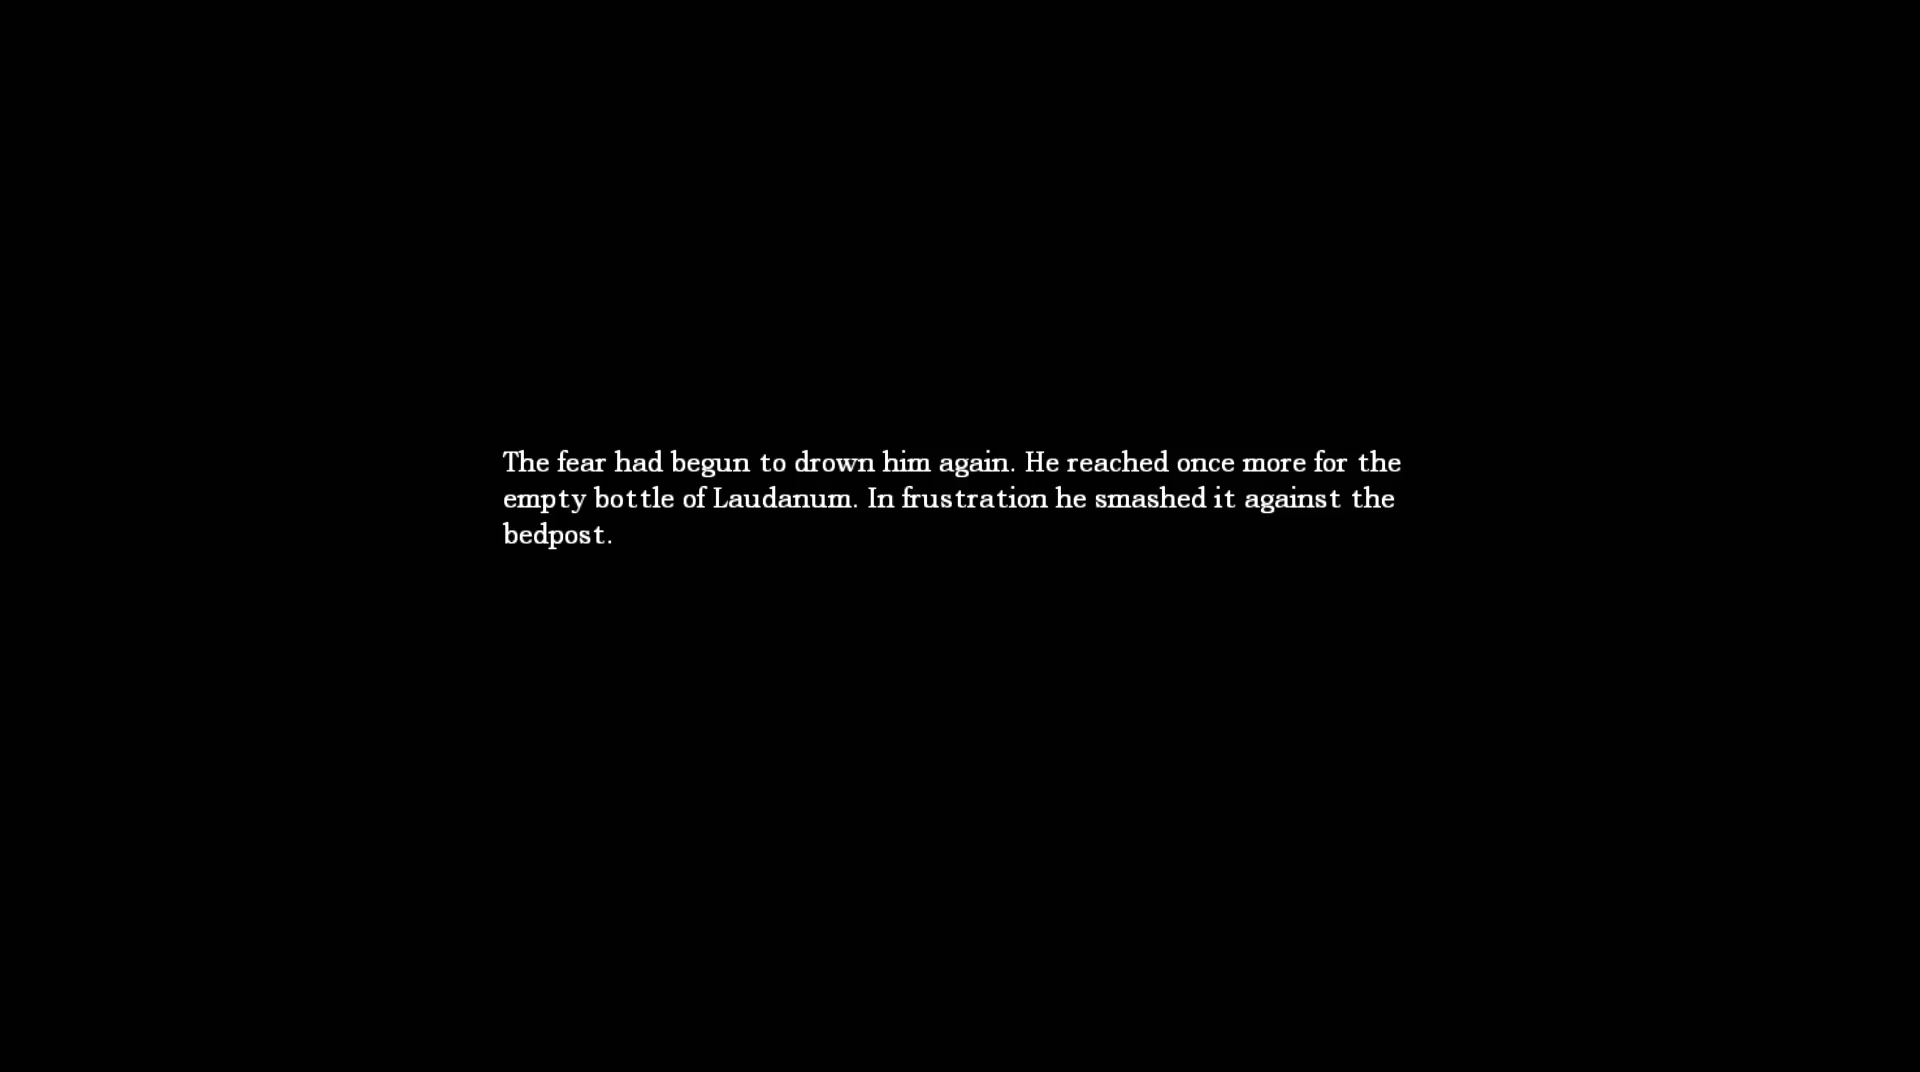 The fear had begun to drown him again. He reached once more for the
empty bottle of Laudanum. In frustration he smashed it against the
bedpost.